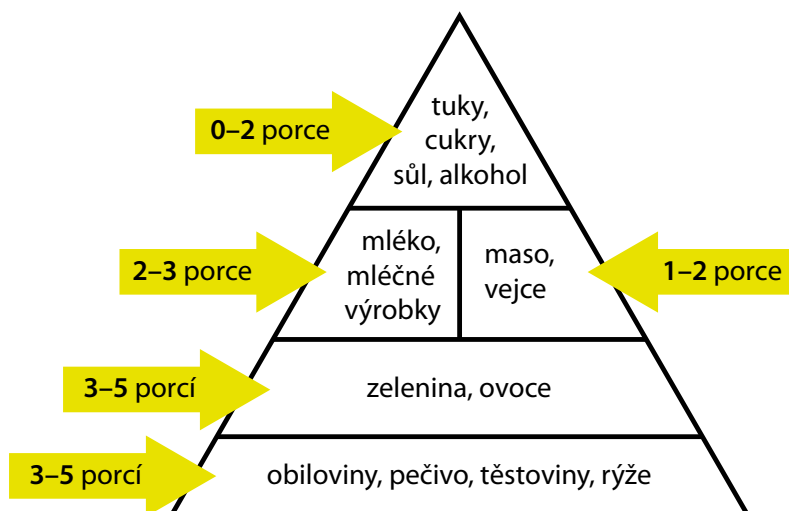 tuky,
cukry,
sůl, alkohol
0–2 porce
mléko,
mléčné
výrobky
2–3 porce
maso,
vejce
1–2 porce
zelenina, ovoce
3–5 porcí
obiloviny, pečivo, těstoviny, rýže
3–5 porcí